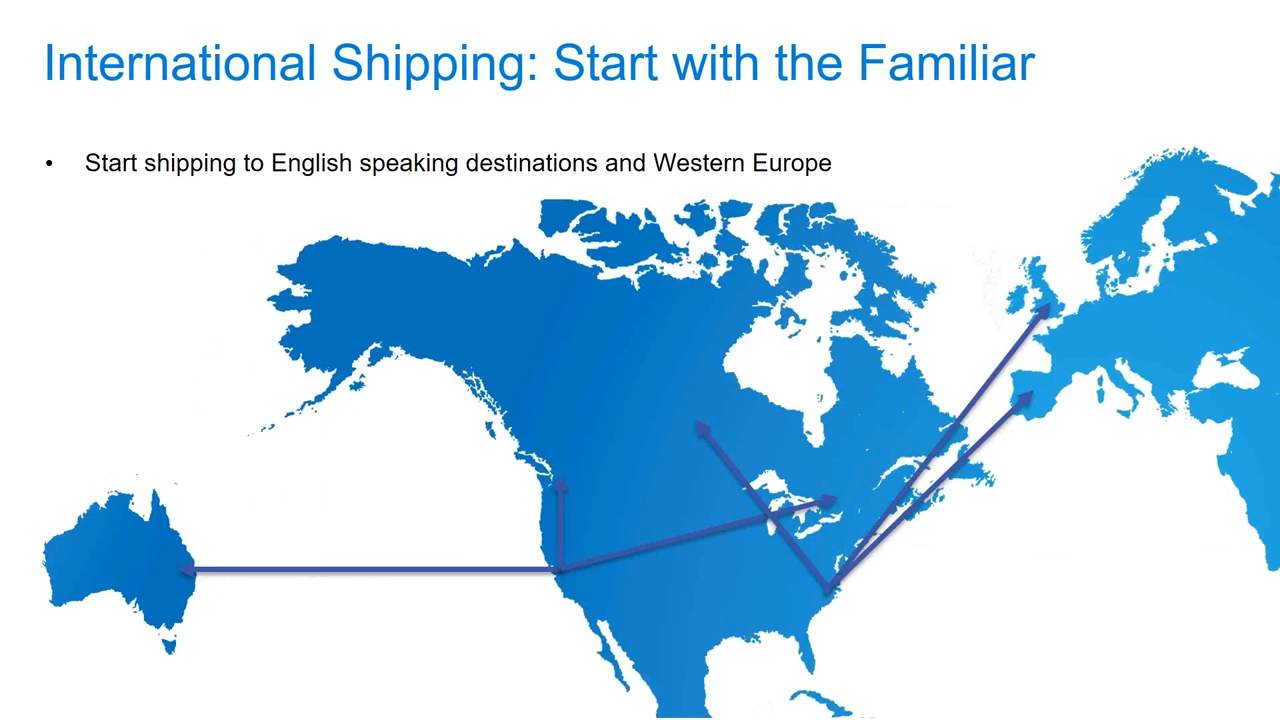 International Shipping: Start with the Familiar
• Start shipping to English speaking destinations and Western Europe